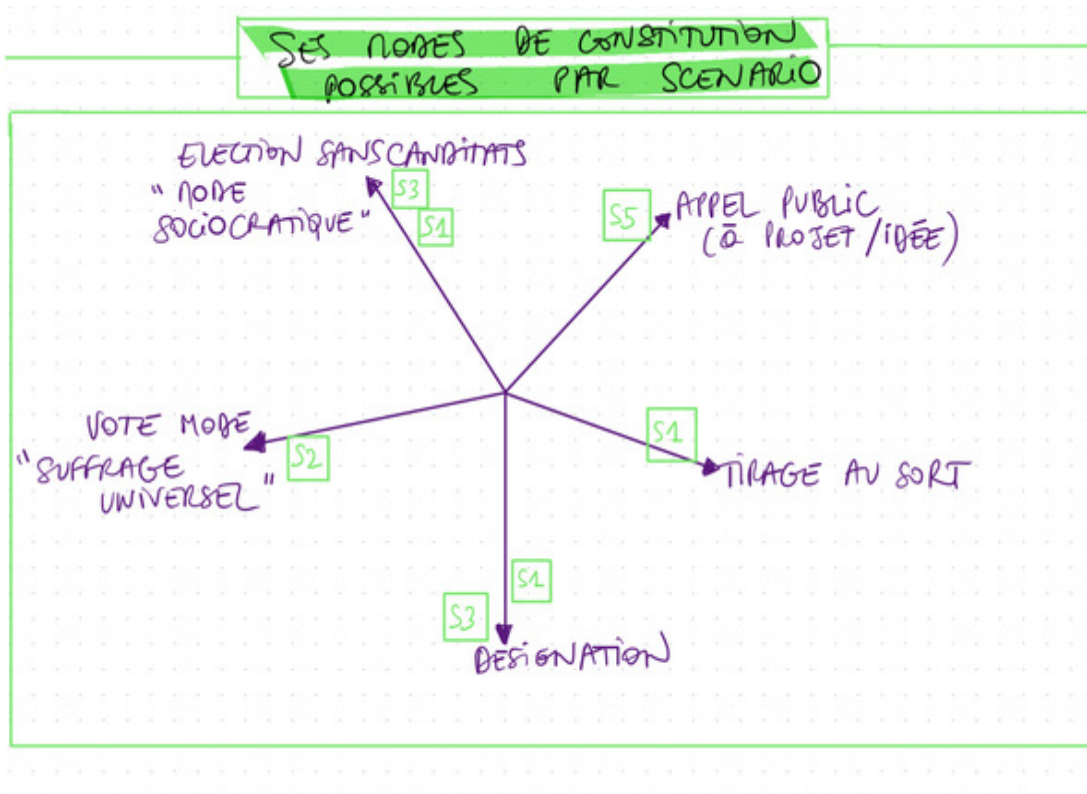 SES MODES DE CONSTITUTION
POSSIBLES PAR SCENARIO
ELECTION SANS CANDITATS
"MODE
SOCIOCRATIQUE"
S3
S1
S5
APPEL PUBLIC
(à PROJET/IDÉE)
VOTE MODE
"SUFFRAGE
UNIVERSEL"
S2
S1
TIRAGE AU SORT
S1
S3
DESIGNATION